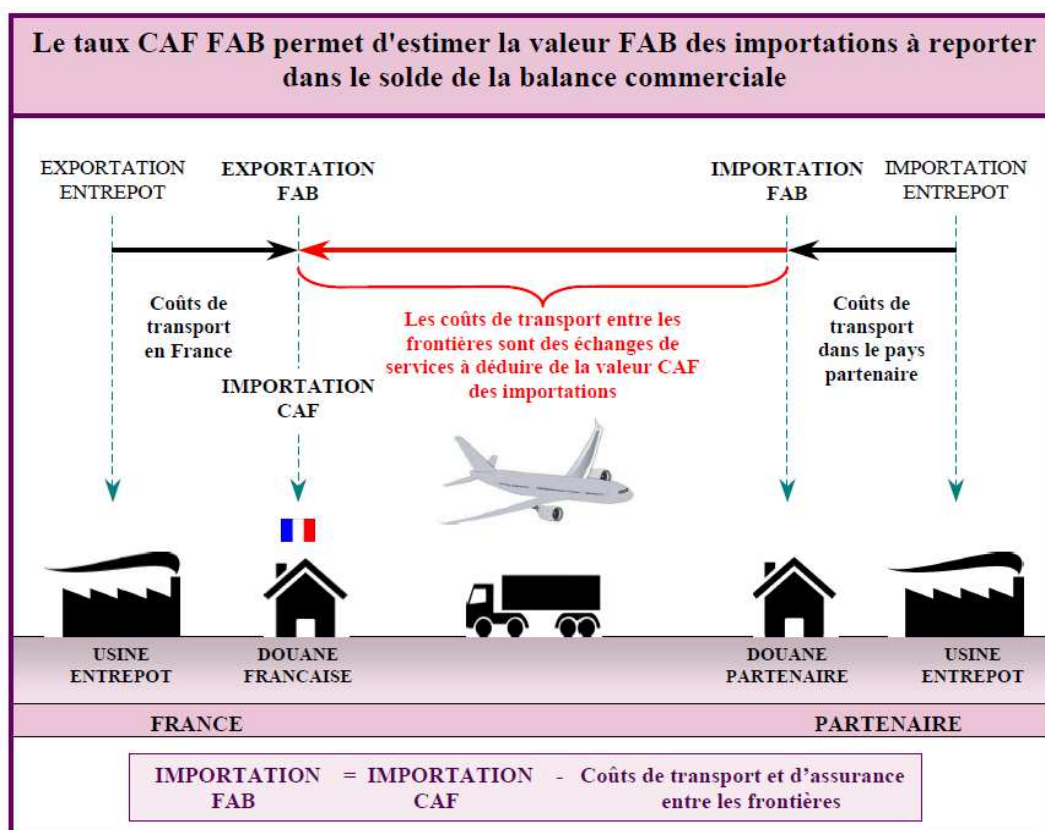 Le taux CAF FAB permet d'estimer la valeur FAB des importations à reporter
dans le solde de la balance commerciale
EXPORTATION
ENTREPOT
EXPORTATION
FAB
IMPORTATION
FAB
IMPORTATION
ENTREPOT
Coûts de
transport
en France
Les coûts de transport entre les
frontières sont des échanges de
services à déduire de la valeur CAF
des importations
Coûts de
transport
dans le pays
partenaire
IMPORTATION
CAF
USINE
ENTREPOT
DOUANE
FRANCAISE
DOUANE
PARTENAIRE
USINE
ENTREPOT
FRANCE
PARTENAIRE
IMPORTATION = IMPORTATION - Coûts de transport et d’assurance
FAB CAF entre les frontières